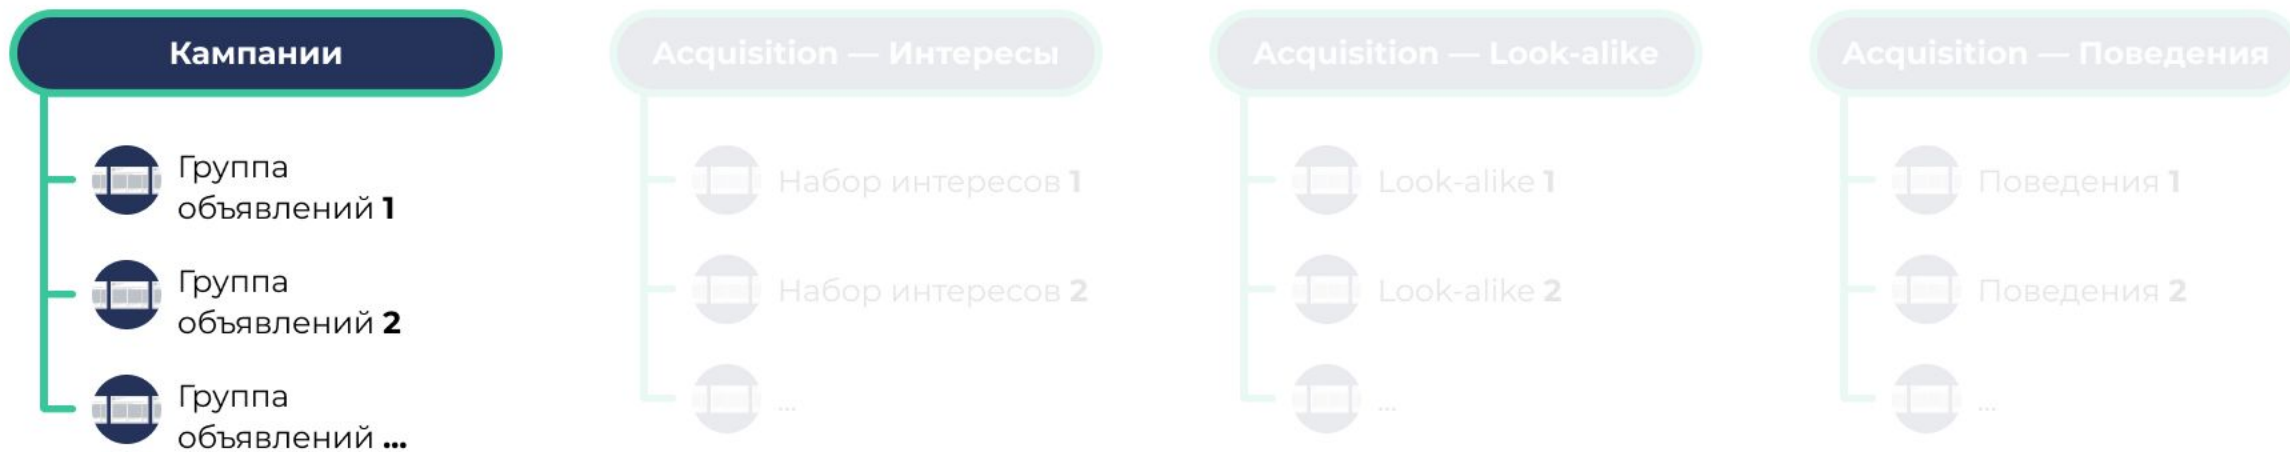 Кампании
Группа
объявлений 1
Группа
объявлений 2
Группа
объявлений ...
Acquisition — Интересы
Набор интересов 1
Набор интересов 2
...
Acquisition — Look-alike
Look-alike 1
Look-alike 2
...
Acquisition — Поведения
Поведения 1
Поведения 2
...